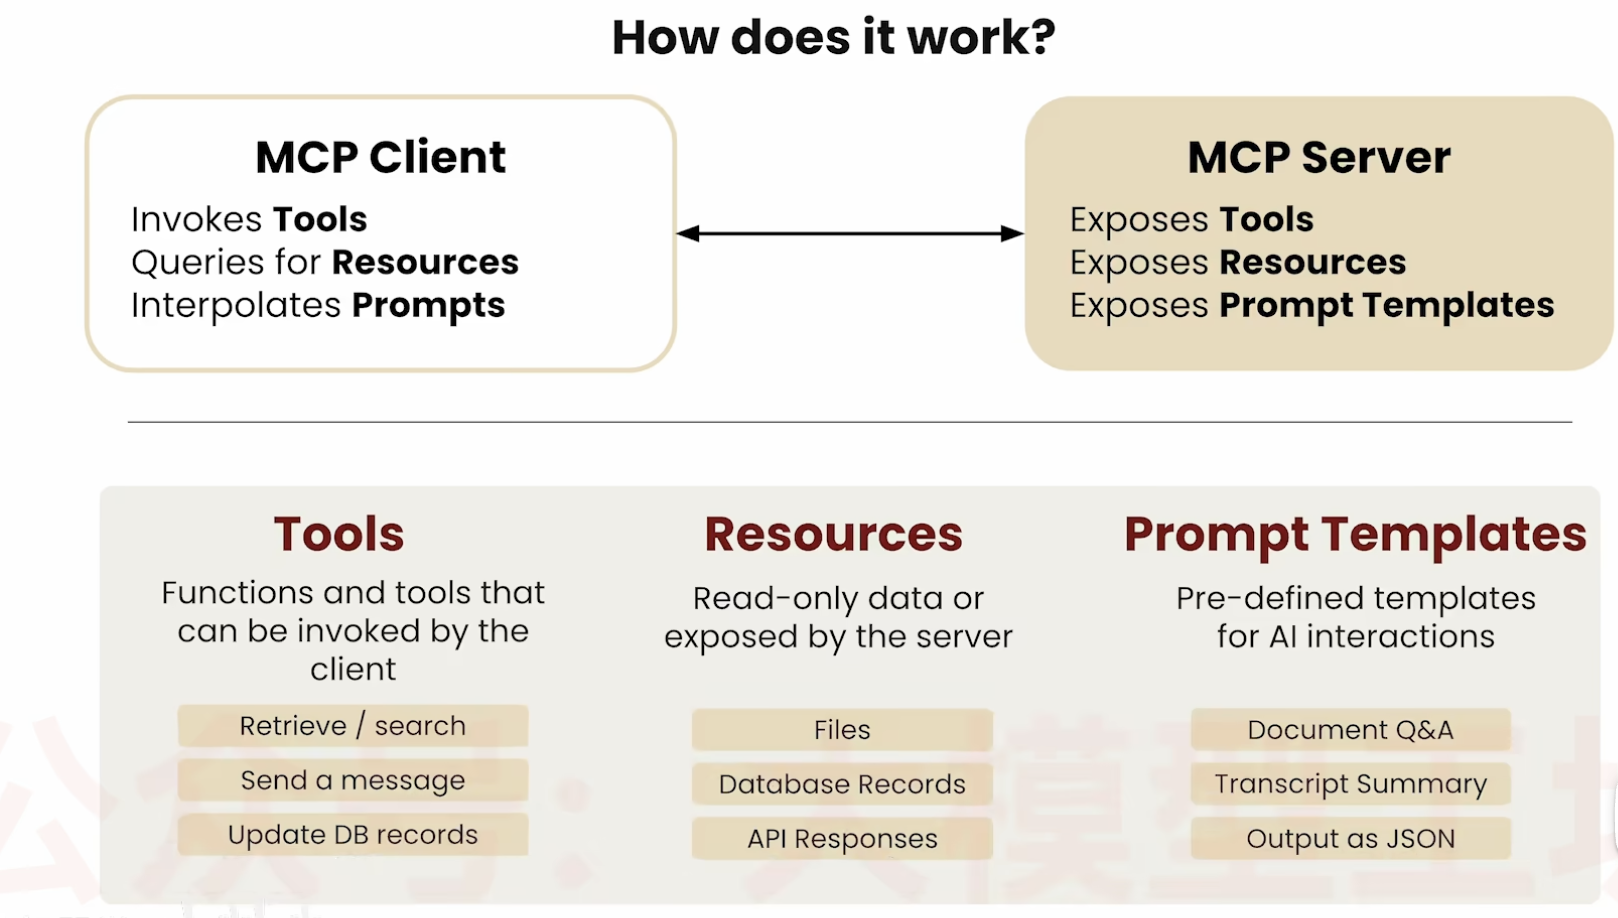 How does it work?
MCP Client
Invokes Tools
Queries for Resources
Interpolates Prompts
MCP Server
Exposes Tools
Exposes Resources
Exposes Prompt Templates
Tools
Functions and tools that
can be invoked by the
client
Retrieve / search
Send a message
Update DB records
Resources
Read-only data or
exposed by the server
Files
Database Records
API Responses
Prompt Templates
Pre-defined templates
for AI interactions
Document Q&A
Transcript Summary
Output as JSON
公众号：大模型工场